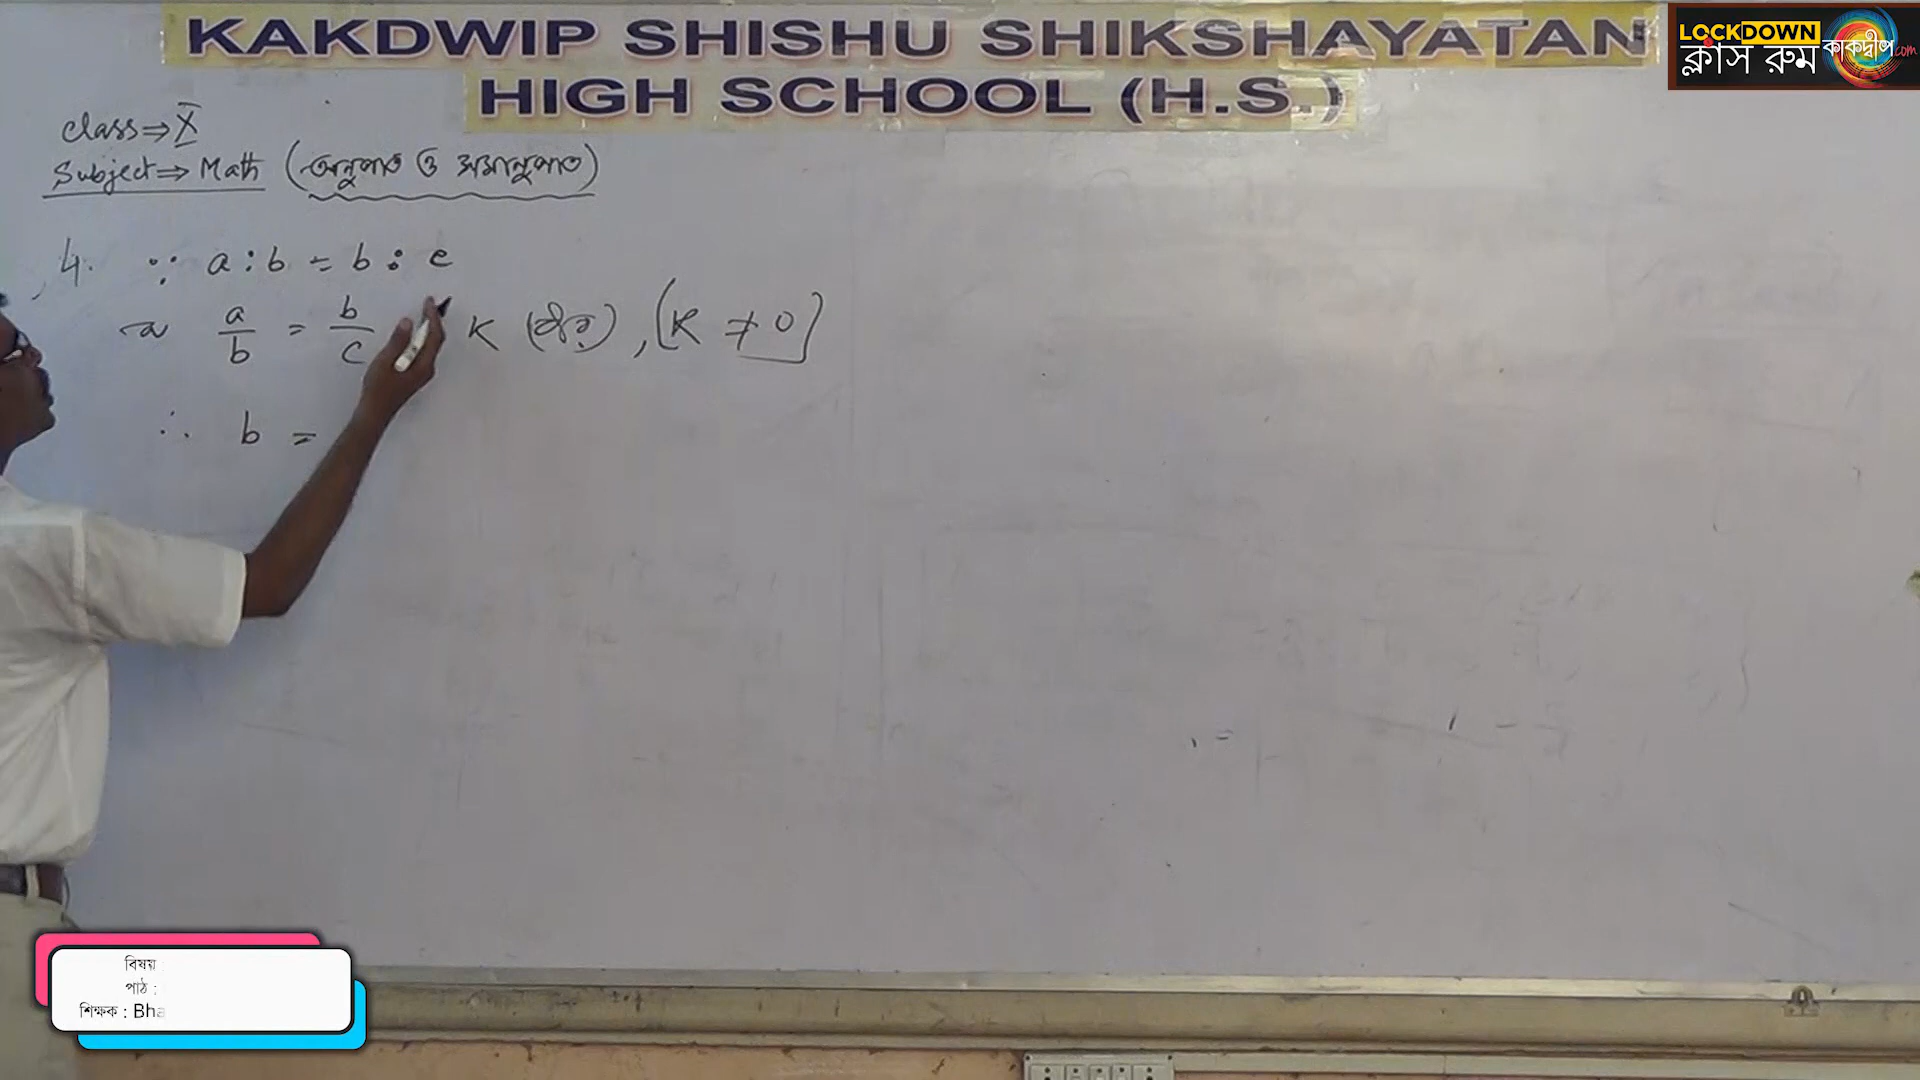 KAKDWIP SHISHU SHIKSHAYATAN
HIGH SCHOOL (H.S.)
LOCKDOWN
ক্লাস রুম কাকদ্বীপ.com
Class ⇒ X
Subject ⇒ Math (অনুপাত ও সমানুপাত)
4. ∵ a : b = b : c
বা a/b = b/c K (ধরি), [K ≠ 0]
∴ b =
বিষয়
পাঠ :
শিক্ষক : Bha